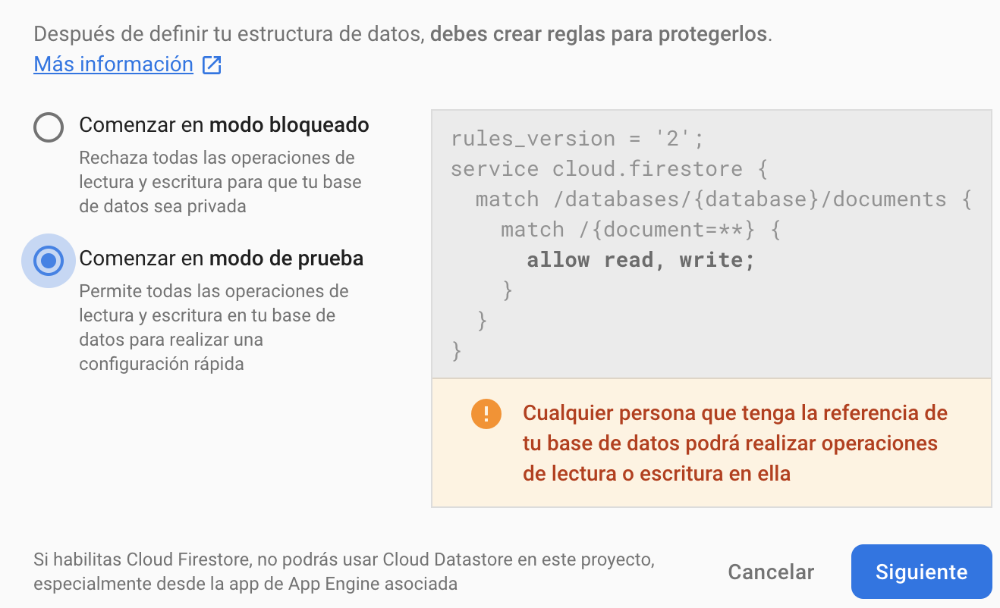 Después de definir tu estructura de datos, debes crear reglas para protegerlos.
Más información
Comenzar en modo bloqueado
Rechaza todas las operaciones de
lectura y escritura para que tu base
de datos sea privada
Comenzar en modo de prueba
Permite todas las operaciones de
lectura y escritura en tu base de
datos para realizar una
configuración rápida
rules_version = '2';
service cloud.firestore {
  match /databases/{database}/documents {
    match /{document=**} {
      allow read, write;
    }
  }
}
Cualquier persona que tenga la referencia de
tu base de datos podrá realizar operaciones
de lectura o escritura en ella
Si habilitas Cloud Firestore, no podrás usar Cloud Datastore en este proyecto,
especialmente desde la app de App Engine asociada
Cancelar
Siguiente